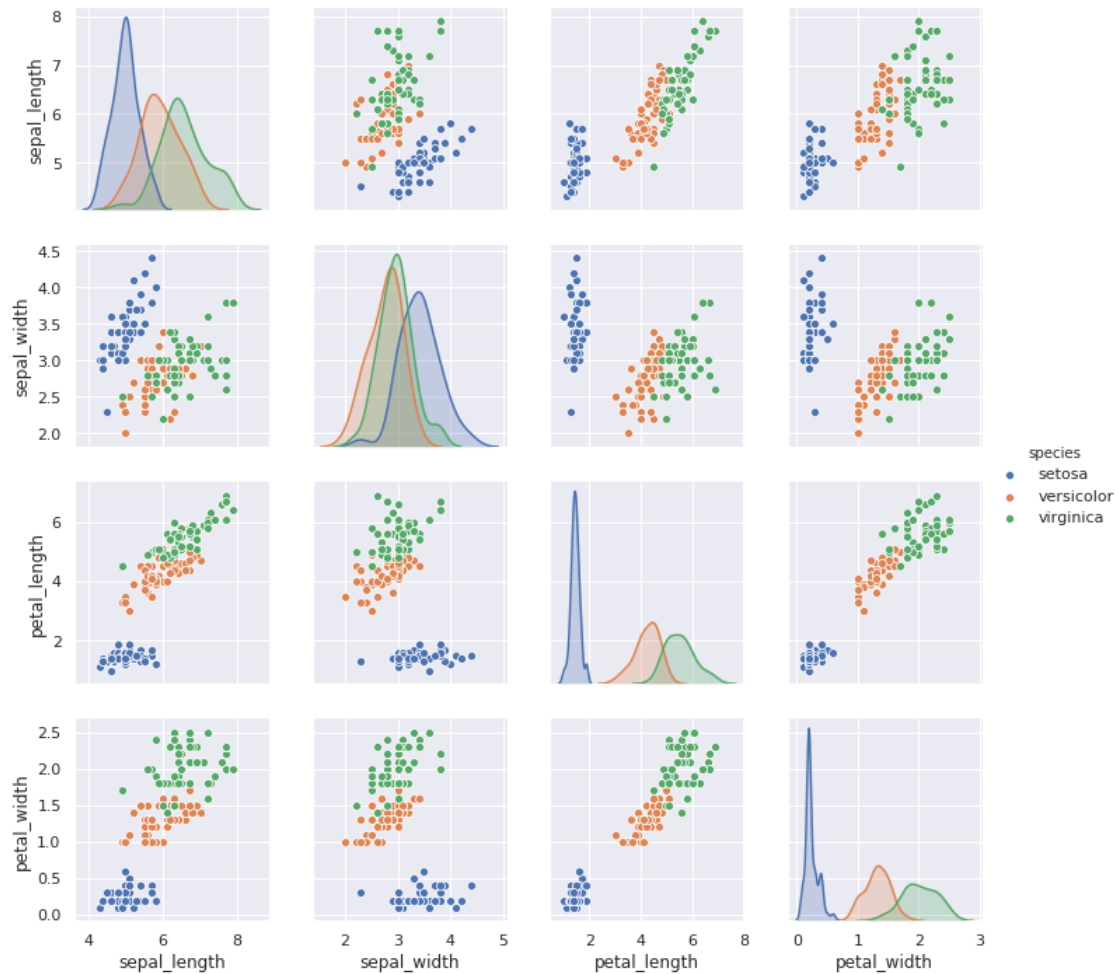 8
7
6
5
sepal_length
4.5
4.0
3.5
3.0
2.5
2.0
sepal_width
species
setosa
versicolor
virginica
6
4
2
petal_length
2.5
2.0
1.5
1.0
0.5
0.0
petal_width
4 6 8 2 3 4 5 2 4 6 8 0 1 2 3
sepal_length sepal_width petal_length petal_width